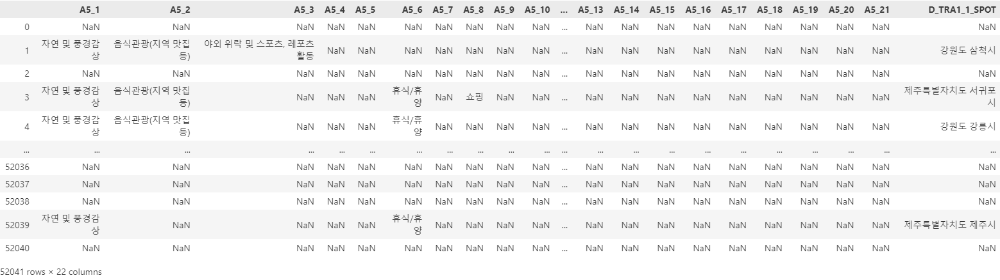 A5_1 A5_2 A5_3 A5_4 A5_5 A5_6 A5_7 A5_8 A5_9 A5_10 ... A5_13 A5_14 A5_15 A5_16 A5_17 A5_18 A5_19 A5_20 A5_21 D_TRA1_1_SPOT
0 NaN NaN NaN NaN NaN NaN NaN NaN NaN NaN ... NaN NaN NaN NaN NaN NaN NaN NaN NaN NaN
1 자연 및 풍경감상 음식관광(지역 맛집 등) 야외 위락 및 스포츠, 레포츠 활동 NaN NaN NaN NaN NaN NaN NaN ... NaN NaN NaN NaN NaN NaN NaN NaN NaN 강원도 삼척시
2 NaN NaN NaN NaN NaN NaN NaN NaN NaN NaN ... NaN NaN NaN NaN NaN NaN NaN NaN NaN NaN
3 자연 및 풍경감상 음식관광(지역 맛집 등) NaN NaN NaN 휴식/휴양 NaN 쇼핑 NaN NaN ... NaN NaN NaN NaN NaN NaN NaN NaN NaN 제주특별자치도 서귀포시
4 자연 및 풍경감상 음식관광(지역 맛집 등) NaN NaN NaN 휴식/휴양 NaN NaN NaN NaN ... NaN NaN NaN NaN NaN NaN NaN NaN NaN 강원도 강릉시
... ... ... ... ... ... ... ... ... ... ... ... ... ... ... ... ... ... ... ... ... ...
52036 NaN NaN NaN NaN NaN NaN NaN NaN NaN NaN ... NaN NaN NaN NaN NaN NaN NaN NaN NaN NaN
52037 NaN NaN NaN NaN NaN NaN NaN NaN NaN NaN ... NaN NaN NaN NaN NaN NaN NaN NaN NaN NaN
52038 NaN NaN NaN NaN NaN NaN NaN NaN NaN NaN ... NaN NaN NaN NaN NaN NaN NaN NaN NaN NaN
52039 자연 및 풍경감상 NaN NaN NaN NaN 휴식/휴양 NaN NaN NaN NaN ... NaN NaN NaN NaN NaN NaN NaN NaN NaN 제주특별자치도 제주시
52040 NaN NaN NaN NaN NaN NaN NaN NaN NaN NaN ... NaN NaN NaN NaN NaN NaN NaN NaN NaN NaN
52041 rows × 22 columns